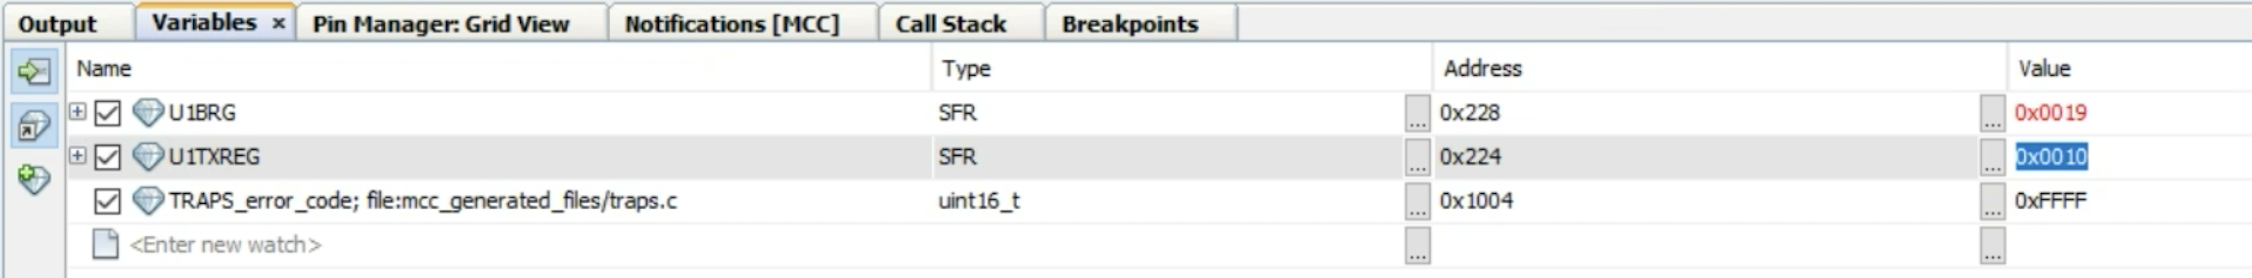 Output Variables × Pin Manager: Grid View Notifications [MCC] Call Stack Breakpoints
Name Type Address Value
U1BRG SFR ... 0x228 ... 0x0019
U1TXREG SFR ... 0x224 ... 0x0010
TRAPS_error_code; file:mcc_generated_files/traps.c uint16_t ... 0x1004 ... 0xFFFF
<Enter new watch> ... ...